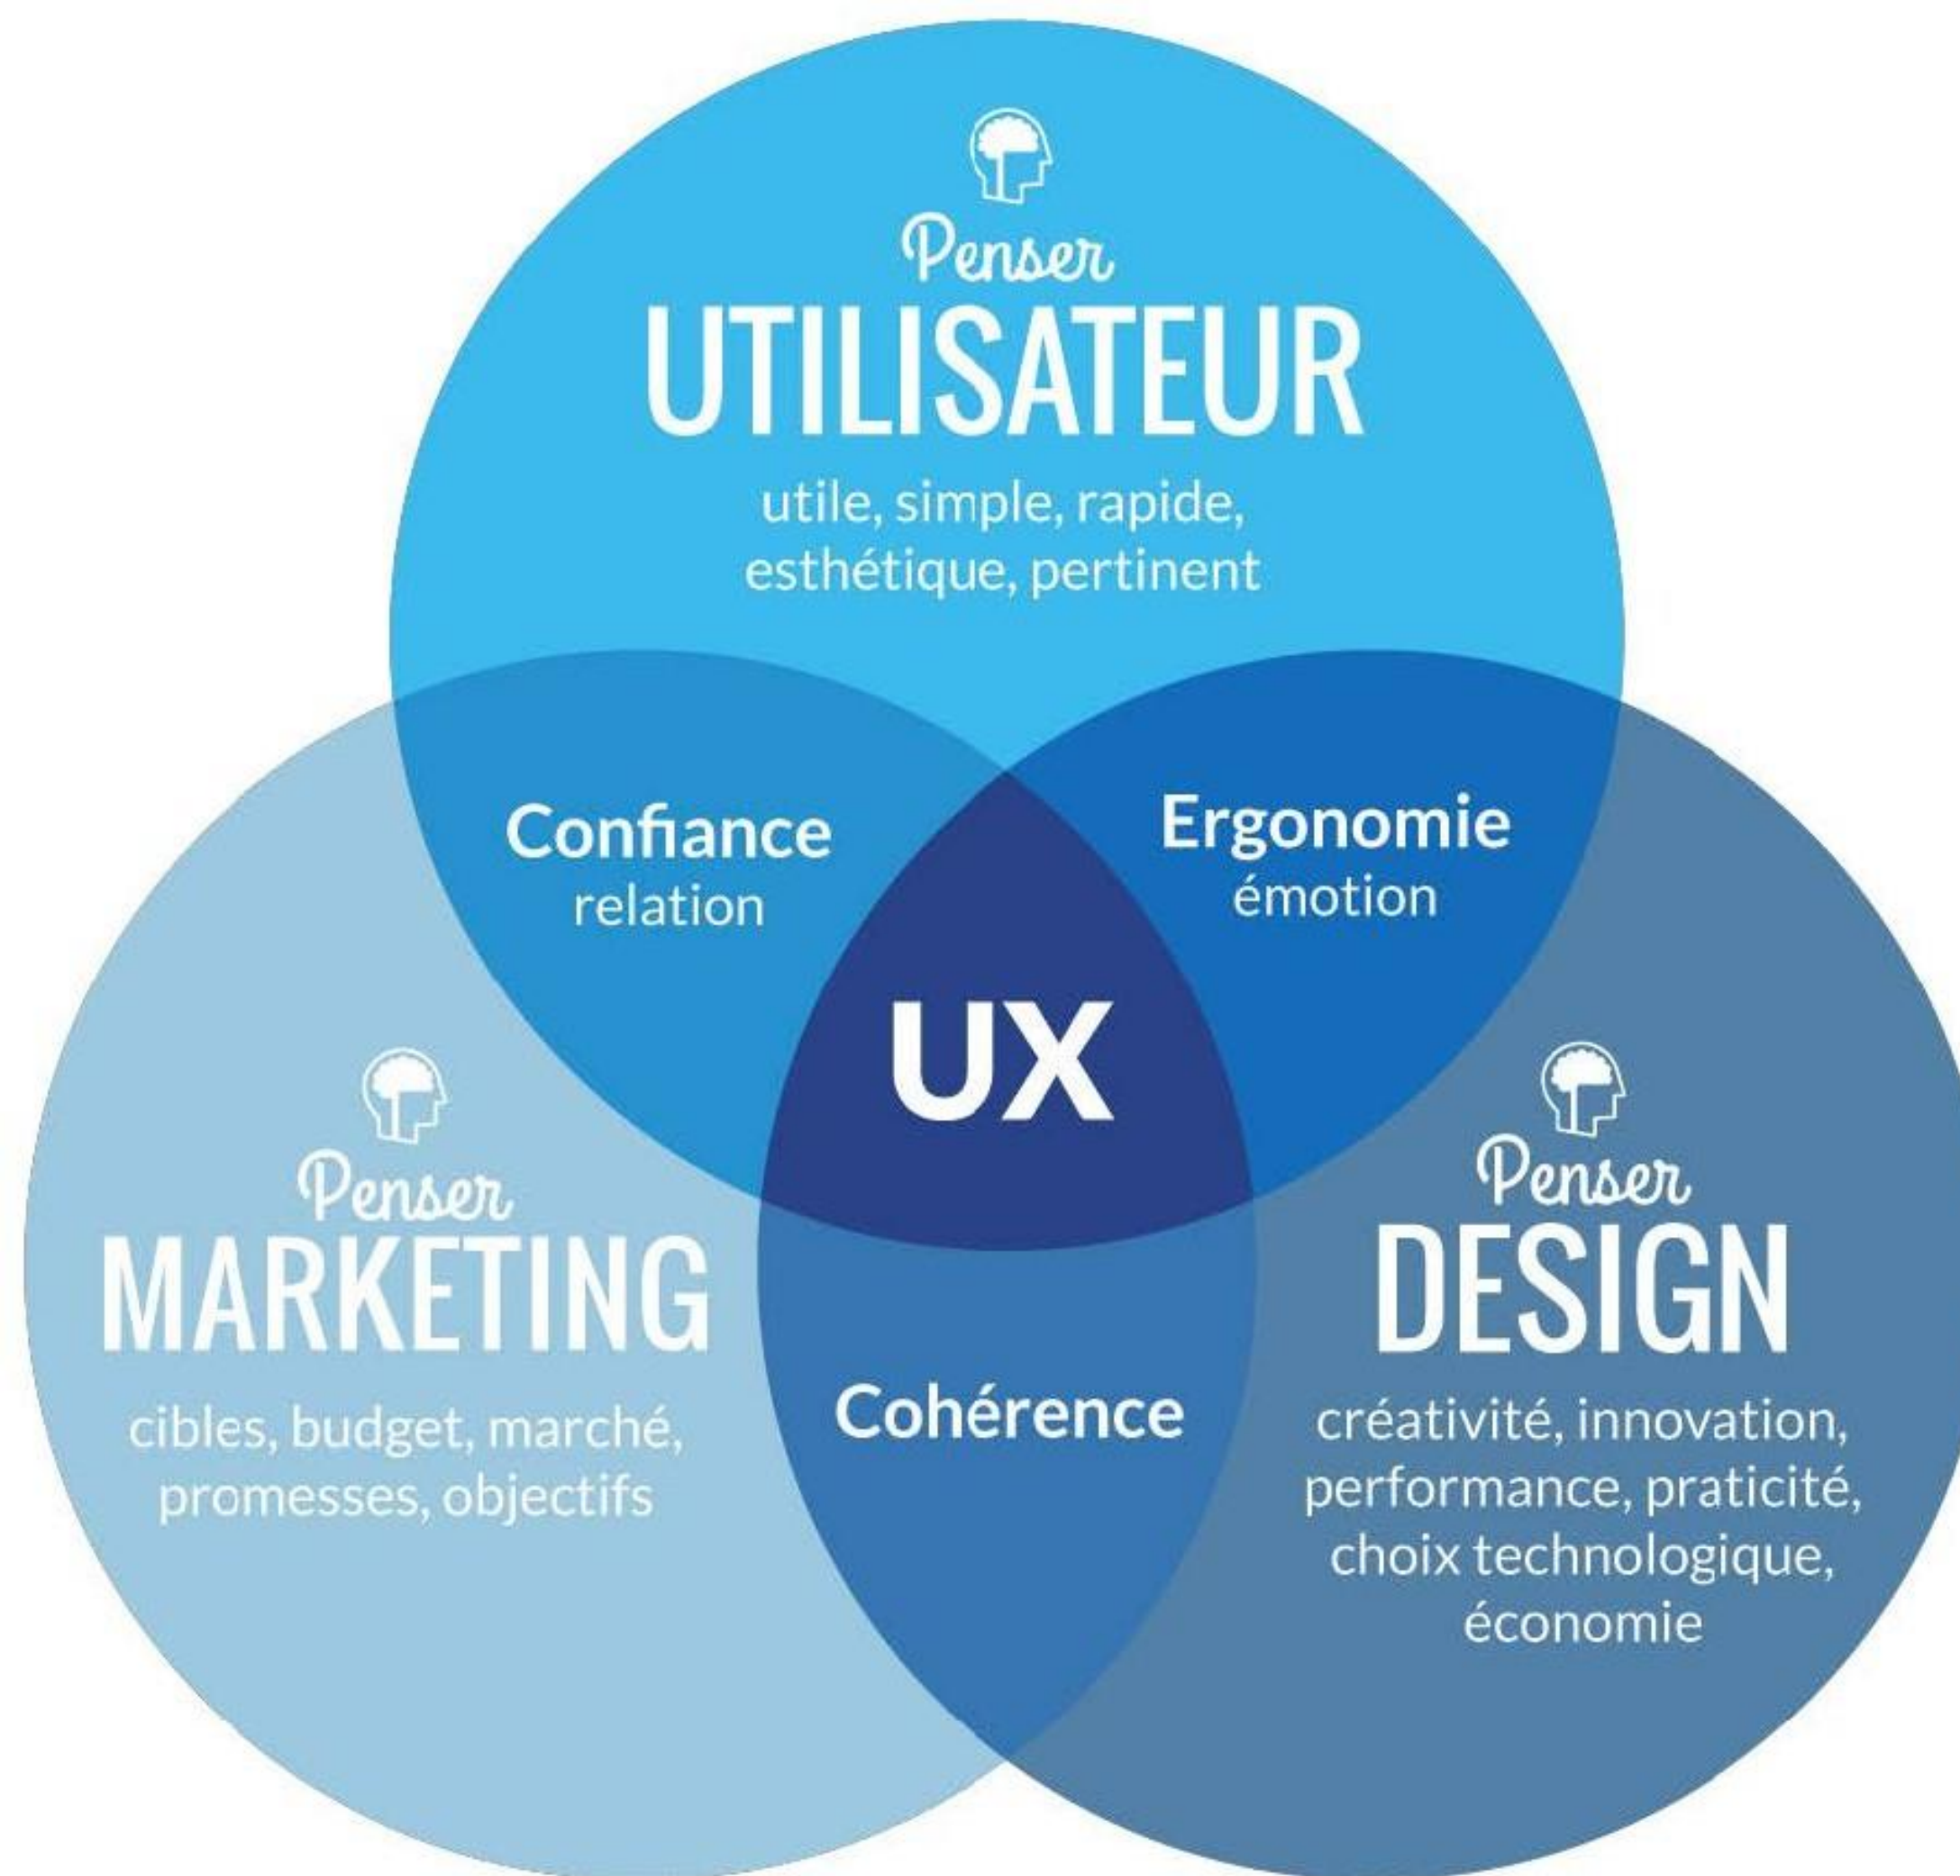 Penser
UTILISATEUR
utile, simple, rapide,
esthétique, pertinent
Confiance
relation
Ergonomie
émotion
UX
Penser
MARKETING
cibles, budget, marché,
promesses, objectifs
Cohérence
Penser
DESIGN
créativité, innovation,
performance, praticité,
choix technologique,
économie